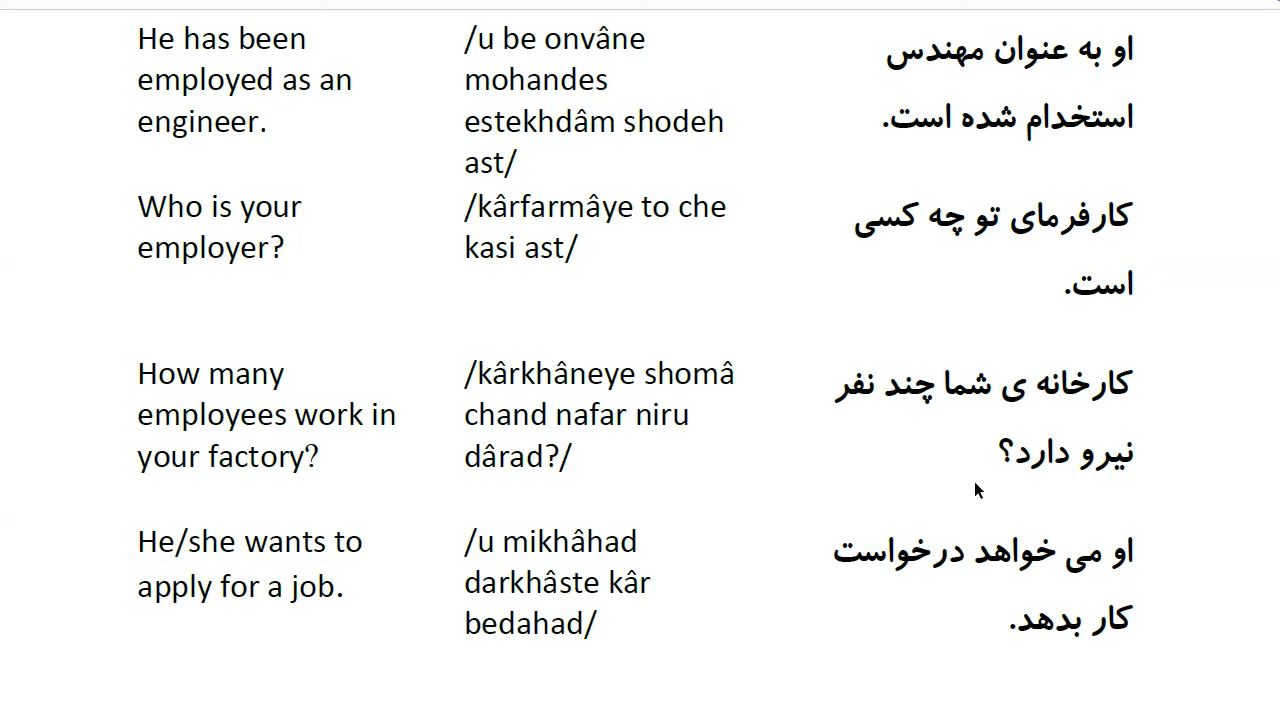 He has been
employed as an
engineer.
/u be onvâne
mohandes
estekhdâm shodeh
ast/
او به عنوان مهندس
استخدام شده است.
Who is your
employer?
/kârfarmâye to che
kasi ast/
کارفرمای تو چه کسی
است.
How many
employees work in
your factory?
/kârkhâneye shomâ
chand nafar niru
dârad?/
کارخانه ی شما چند نفر
نیرو دارد؟
He/she wants to
apply for a job.
/u mikhâhad
darkhâste kâr
bedahad/
او می خواهد درخواست
کار بدهد.